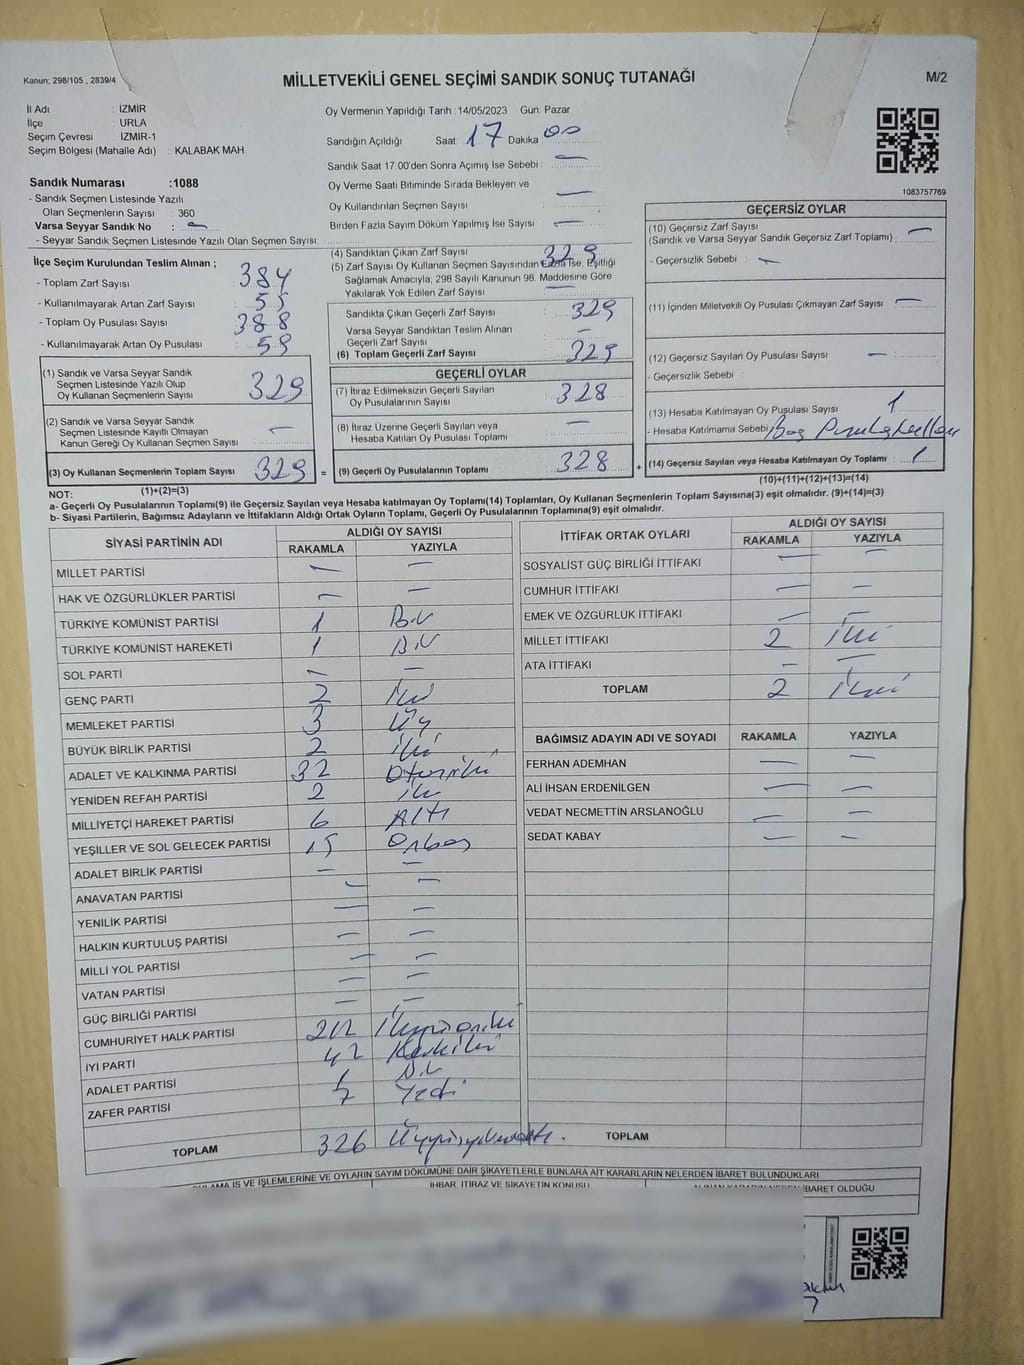 Kanun; 298/105 , 2839/4
MİLLETVEKİLİ GENEL SEÇİMİ SANDIK SONUÇ TUTANAĞI
M/2
İl Adı : İZMİR
İlçe : URLA
Seçim Çevresi : İZMİR-1
Seçim Bölgesi (Mahalle Adı) : KALABAK MAH.
Oy Vermenin Yapıldığı Tarih : 14/05/2023 Gün: Pazar
Sandığın Açıldığı Saat: 17 Dakika 00
Sandık Saat 17:00'den Sonra Açımış İse Sebebi : —
Oy Verme Saati Bitiminde Sırada Bekleyen ve
Oy Kullandırılan Seçmen Sayısı : —
Birden Fazla Sayım Döküm Yapılmış İse Sayısı : —
1083757769
Sandık Numarası :1088
- Sandık Seçmen Listesinde Yazılı
Olan Seçmenlerin Sayısı : 360
Varsa Seyyar Sandık No : —
- Seyyar Sandık Seçmen Listesinde Yazılı Olan Seçmen Sayısı:
İlçe Seçim Kurulundan Teslim Alınan ;
- Toplam Zarf Sayısı : 384
- Kullanılmayarak Artan Zarf Sayısı : 55
- Toplam Oy Pusulası Sayısı : 388
- Kullanılmayarak Artan Oy Pusulası : 59
(1) Sandık ve Varsa Seyyar Sandık
Seçmen Listesinde Yazılı Olup
Oy Kullanan Seçmenlerin Sayısı : 329
(2) Sandık ve Varsa Seyyar Sandık
Seçmen Listesinde Kayıtlı Olmayan
Kanun Gereği Oy Kullanan Seçmen Sayısı : —
(3) Oy Kullanan Seçmenlerin Toplam Sayısı 329 =
(1)+(2)=(3)
(4) Sandıktan Çıkan Zarf Sayısı : 329
(5) Zarf Sayısı Oy Kullanan Seçmen Sayısından Fazla İse, Eşitliği
Sağlamak Amacıyla; 298 Sayılı Kanunun 98. Maddesine Göre
Yakılarak Yok Edilen Zarf Sayısı : —
Sandıkta Çıkan Geçerli Zarf Sayısı : 329
Varsa Seyyar Sandıktan Teslim Alınan
Geçerli Zarf Sayısı : —
(6) Toplam Geçerli Zarf Sayısı : 329
GEÇERLİ OYLAR
(7) İtiraz Edilmeksizin Geçerli Sayılan
Oy Pusulalarının Sayısı : 328
(8) İtiraz Üzerine Geçerli Sayılan veya
Hesaba Katılan Oy Pusulası Toplamı : —
(9) Geçerli Oy Pusulalarının Toplamı : 328 +
GEÇERSİZ OYLAR
(10) Geçersiz Zarf Sayısı
(Sandık ve Varsa Seyyar Sandık Geçersiz Zarf Toplamı) : —
- Geçersizlik Sebebi : —
(11) İçinden Milletvekili Oy Pusulası Çıkmayan Zarf Sayısı : —
(12) Geçersiz Sayılan Oy Pusulası Sayısı : —
- Geçersizlik Sebebi :
(13) Hesaba Katılmayan Oy Pusulası Sayısı : 1
- Hesaba Katılmama Sebebi : Boş Pusula
(14) Geçersiz Sayılan veya Hesaba Katılmayan Oy Toplamı : 1
(10)+(11)+(12)+(13)=(14)
NOT:
a- Geçerli Oy Pusulalarının Toplamı(9) ile Geçersiz Sayılan veya Hesaba katılmayan Oy Toplamı(14) Toplamları, Oy Kullanan Seçmenlerin Toplam Sayısına(3) eşit olmalıdır. (9)+(14)=(3)
b- Siyasi Partilerin, Bağımsız Adayların ve İttifakların Aldığı Ortak Oyların Toplamı, Geçerli Oy Pusulalarının Toplamına(9) eşit olmalıdır.
SİYASİ PARTİNİN ADI ALDIĞI OY SAYISI
RAKAMLA YAZIYLA
MİLLET PARTİSİ — —
HAK VE ÖZGÜRLÜKLER PARTİSİ — —
TÜRKİYE KOMÜNİST PARTİSİ 1 Bir
TÜRKİYE KOMÜNİST HAREKETİ 1 Bir
SOL PARTİ — —
GENÇ PARTİ 2 İki
MEMLEKET PARTİSİ 3 Üç
BÜYÜK BİRLİK PARTİSİ 2 İki
ADALET VE KALKINMA PARTİSİ 32 Otuziki
YENİDEN REFAH PARTİSİ 2 İki
MİLLİYETÇİ HAREKET PARTİSİ 6 Altı
YEŞİLLER VE SOL GELECEK PARTİSİ 15 Onbeş
ADALET BİRLİK PARTİSİ — —
ANAVATAN PARTİSİ — —
YENİLİK PARTİSİ — —
HALKIN KURTULUŞ PARTİSİ — —
MİLLİ YOL PARTİSİ — —
VATAN PARTİSİ — —
GÜÇ BİRLİĞİ PARTİSİ — —
CUMHURİYET HALK PARTİSİ 212 İkiyüzoniki
İYİ PARTİ 42 Kırkiki
ADALET PARTİSİ 1 Bir
ZAFER PARTİSİ 7 Yedi
TOPLAM 326 Üçyüzyirmialtı.
İTTİFAK ORTAK OYLARI ALDIĞI OY SAYISI
RAKAMLA YAZIYLA
SOSYALİST GÜÇ BİRLİĞİ İTTİFAKI — —
CUMHUR İTTİFAKI — —
EMEK VE ÖZGÜRLÜK İTTİFAKI — —
MİLLET İTTİFAKI 2 İki
ATA İTTİFAKI — —
TOPLAM 2 İki
BAĞIMSIZ ADAYIN ADI VE SOYADI RAKAMLA YAZIYLA
FERHAN ADEMHAN — —
ALİ İHSAN ERDENİLGEN — —
VEDAT NECMETTİN ARSLANOĞLU — —
SEDAT KABAY — —
TOPLAM
İŞ VE İŞLEMLERİNE VE OYLARIN SAYIM DÖKÜMÜNE DAİR ŞİKAYETLERLE BUNLARA AİT KARARLARIN NELERDEN İBARET BULUNDUKLARI
İHBAR, İTİRAZ VE ŞİKAYETİN KONUSU
İBARET OLDUĞU